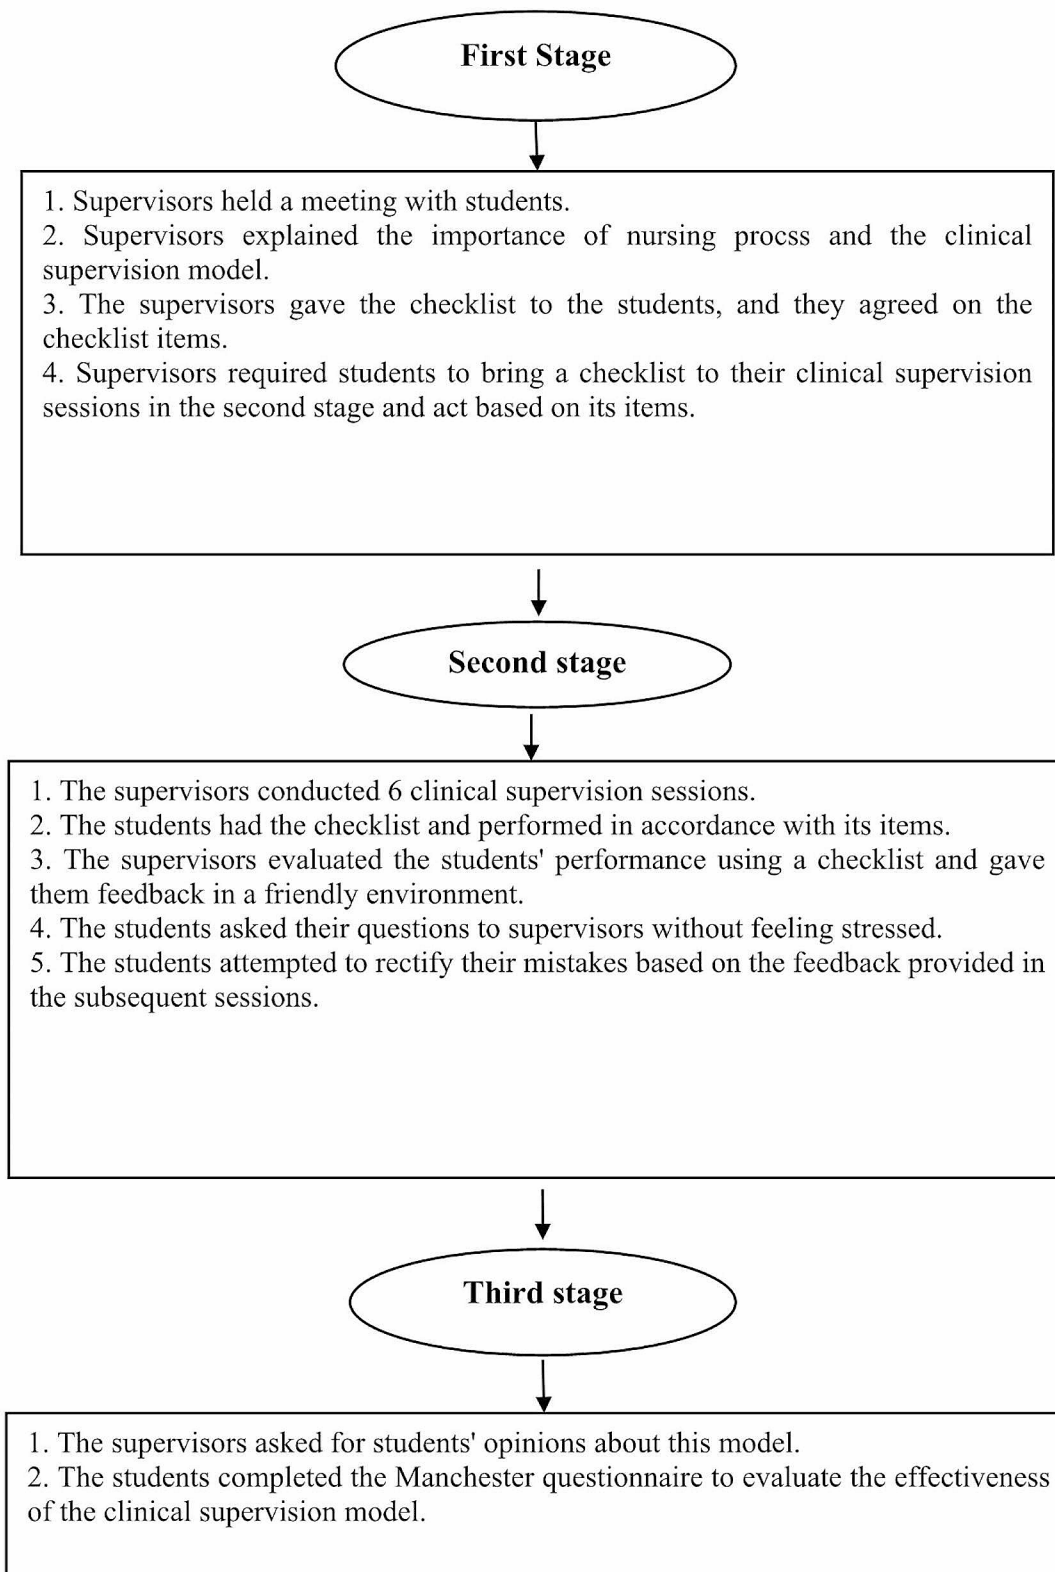 First Stage
1. Supervisors held a meeting with students.
2. Supervisors explained the importance of nursing procss and the clinical
supervision model.
3. The supervisors gave the checklist to the students, and they agreed on the
checklist items.
4. Supervisors required students to bring a checklist to their clinical supervision
sessions in the second stage and act based on its items.
Second stage
1. The supervisors conducted 6 clinical supervision sessions.
2. The students had the checklist and performed in accordance with its items.
3. The supervisors evaluated the students' performance using a checklist and gave
them feedback in a friendly environment.
4. The students asked their questions to supervisors without feeling stressed.
5. The students attempted to rectify their mistakes based on the feedback provided in
the subsequent sessions.
Third stage
1. The supervisors asked for students' opinions about this model.
2. The students completed the Manchester questionnaire to evaluate the effectiveness
of the clinical supervision model.